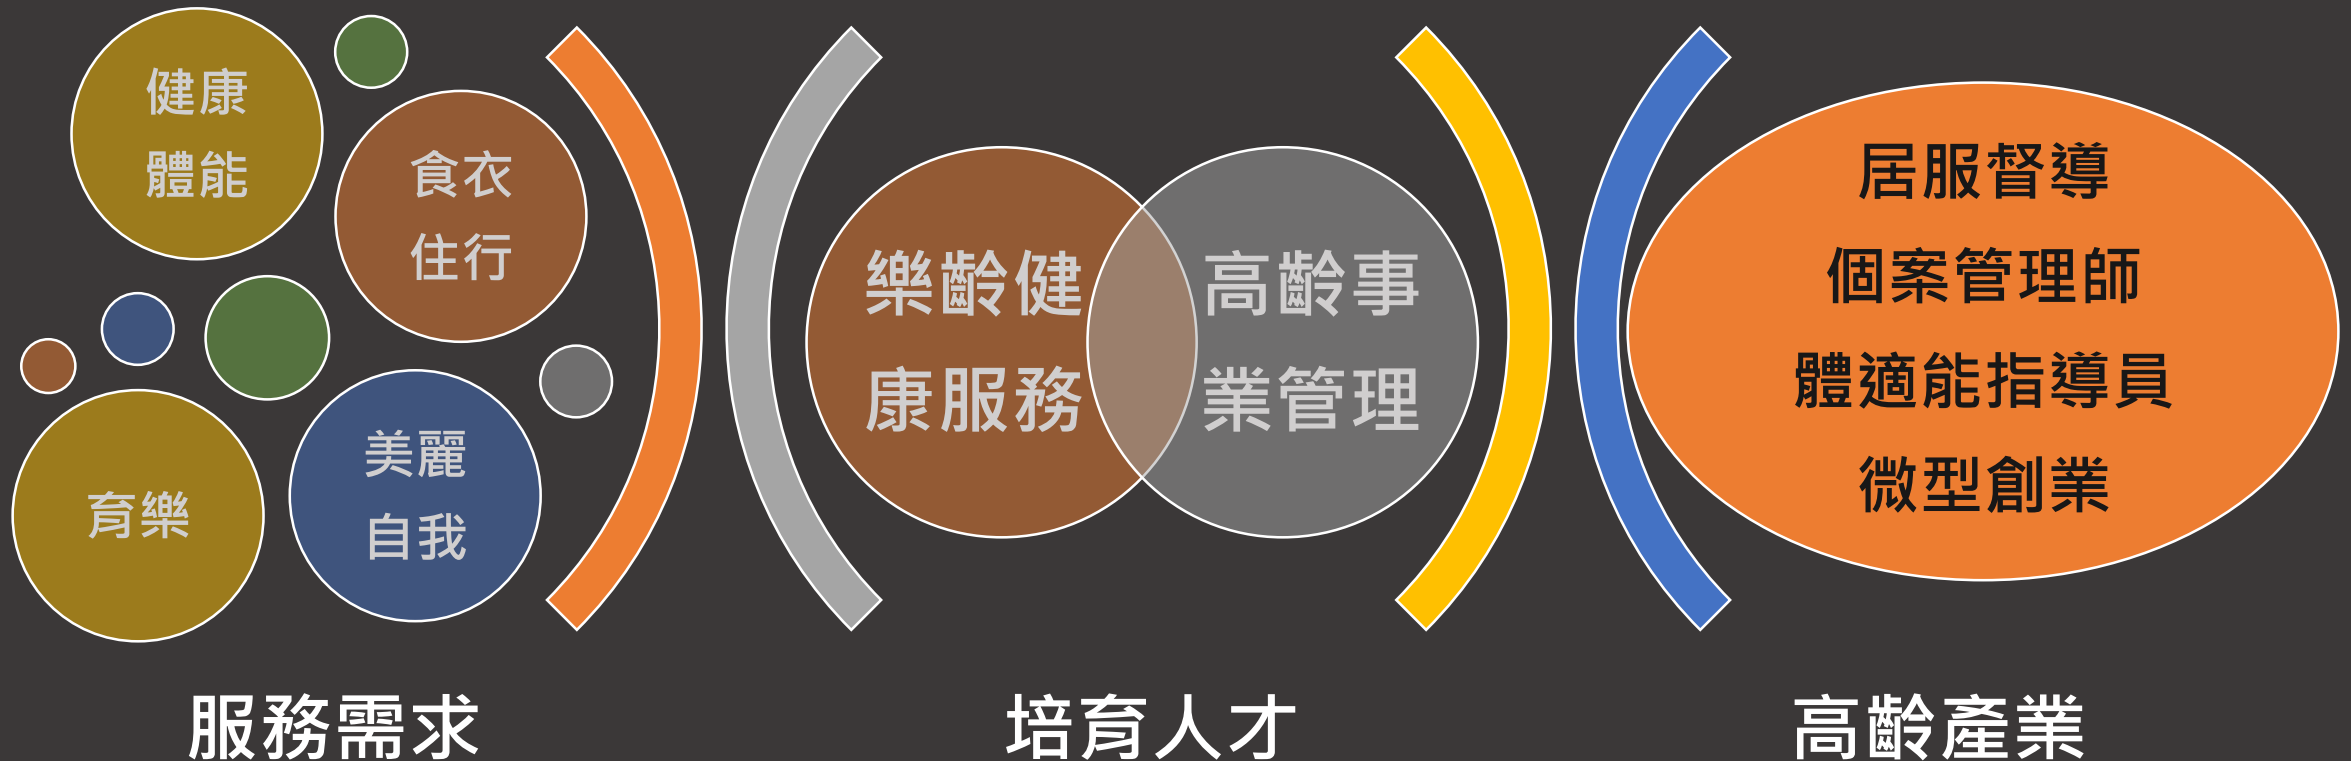 健康
體能
食衣
住行
育樂
美麗
自我
服務需求
樂齡健
康服務
高齡事
業管理
培育人才
居服督導
個案管理師
體適能指導員
微型創業
高齡產業